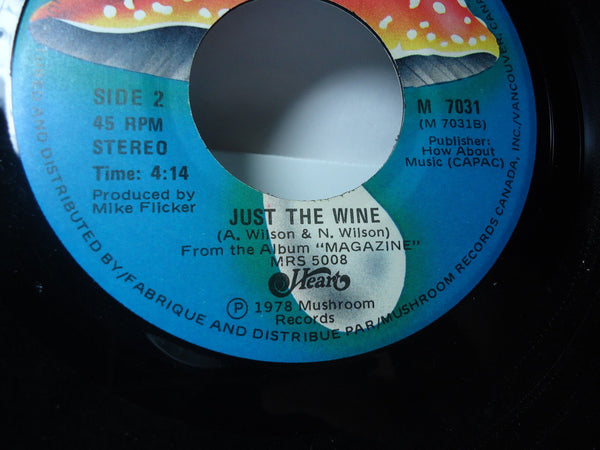 SIDE 2
45 RPM
STEREO
Time: 4:14
Produced by
Mike Flicker
M 7031
(M 7031B)
Publisher:
How About
Music (CAPAC)
JUST THE WINE
(A. Wilson & N. Wilson)
From the Album "MAGAZINE"
MRS 5008
Heart
Ⓟ 1978 Mushroom
Records
AND DISTRIBUTED BY/FABRIQUE AND DISTRIBUE PAR/MUSHROOM RECORDS CANADA, INC./VANCOUVER,